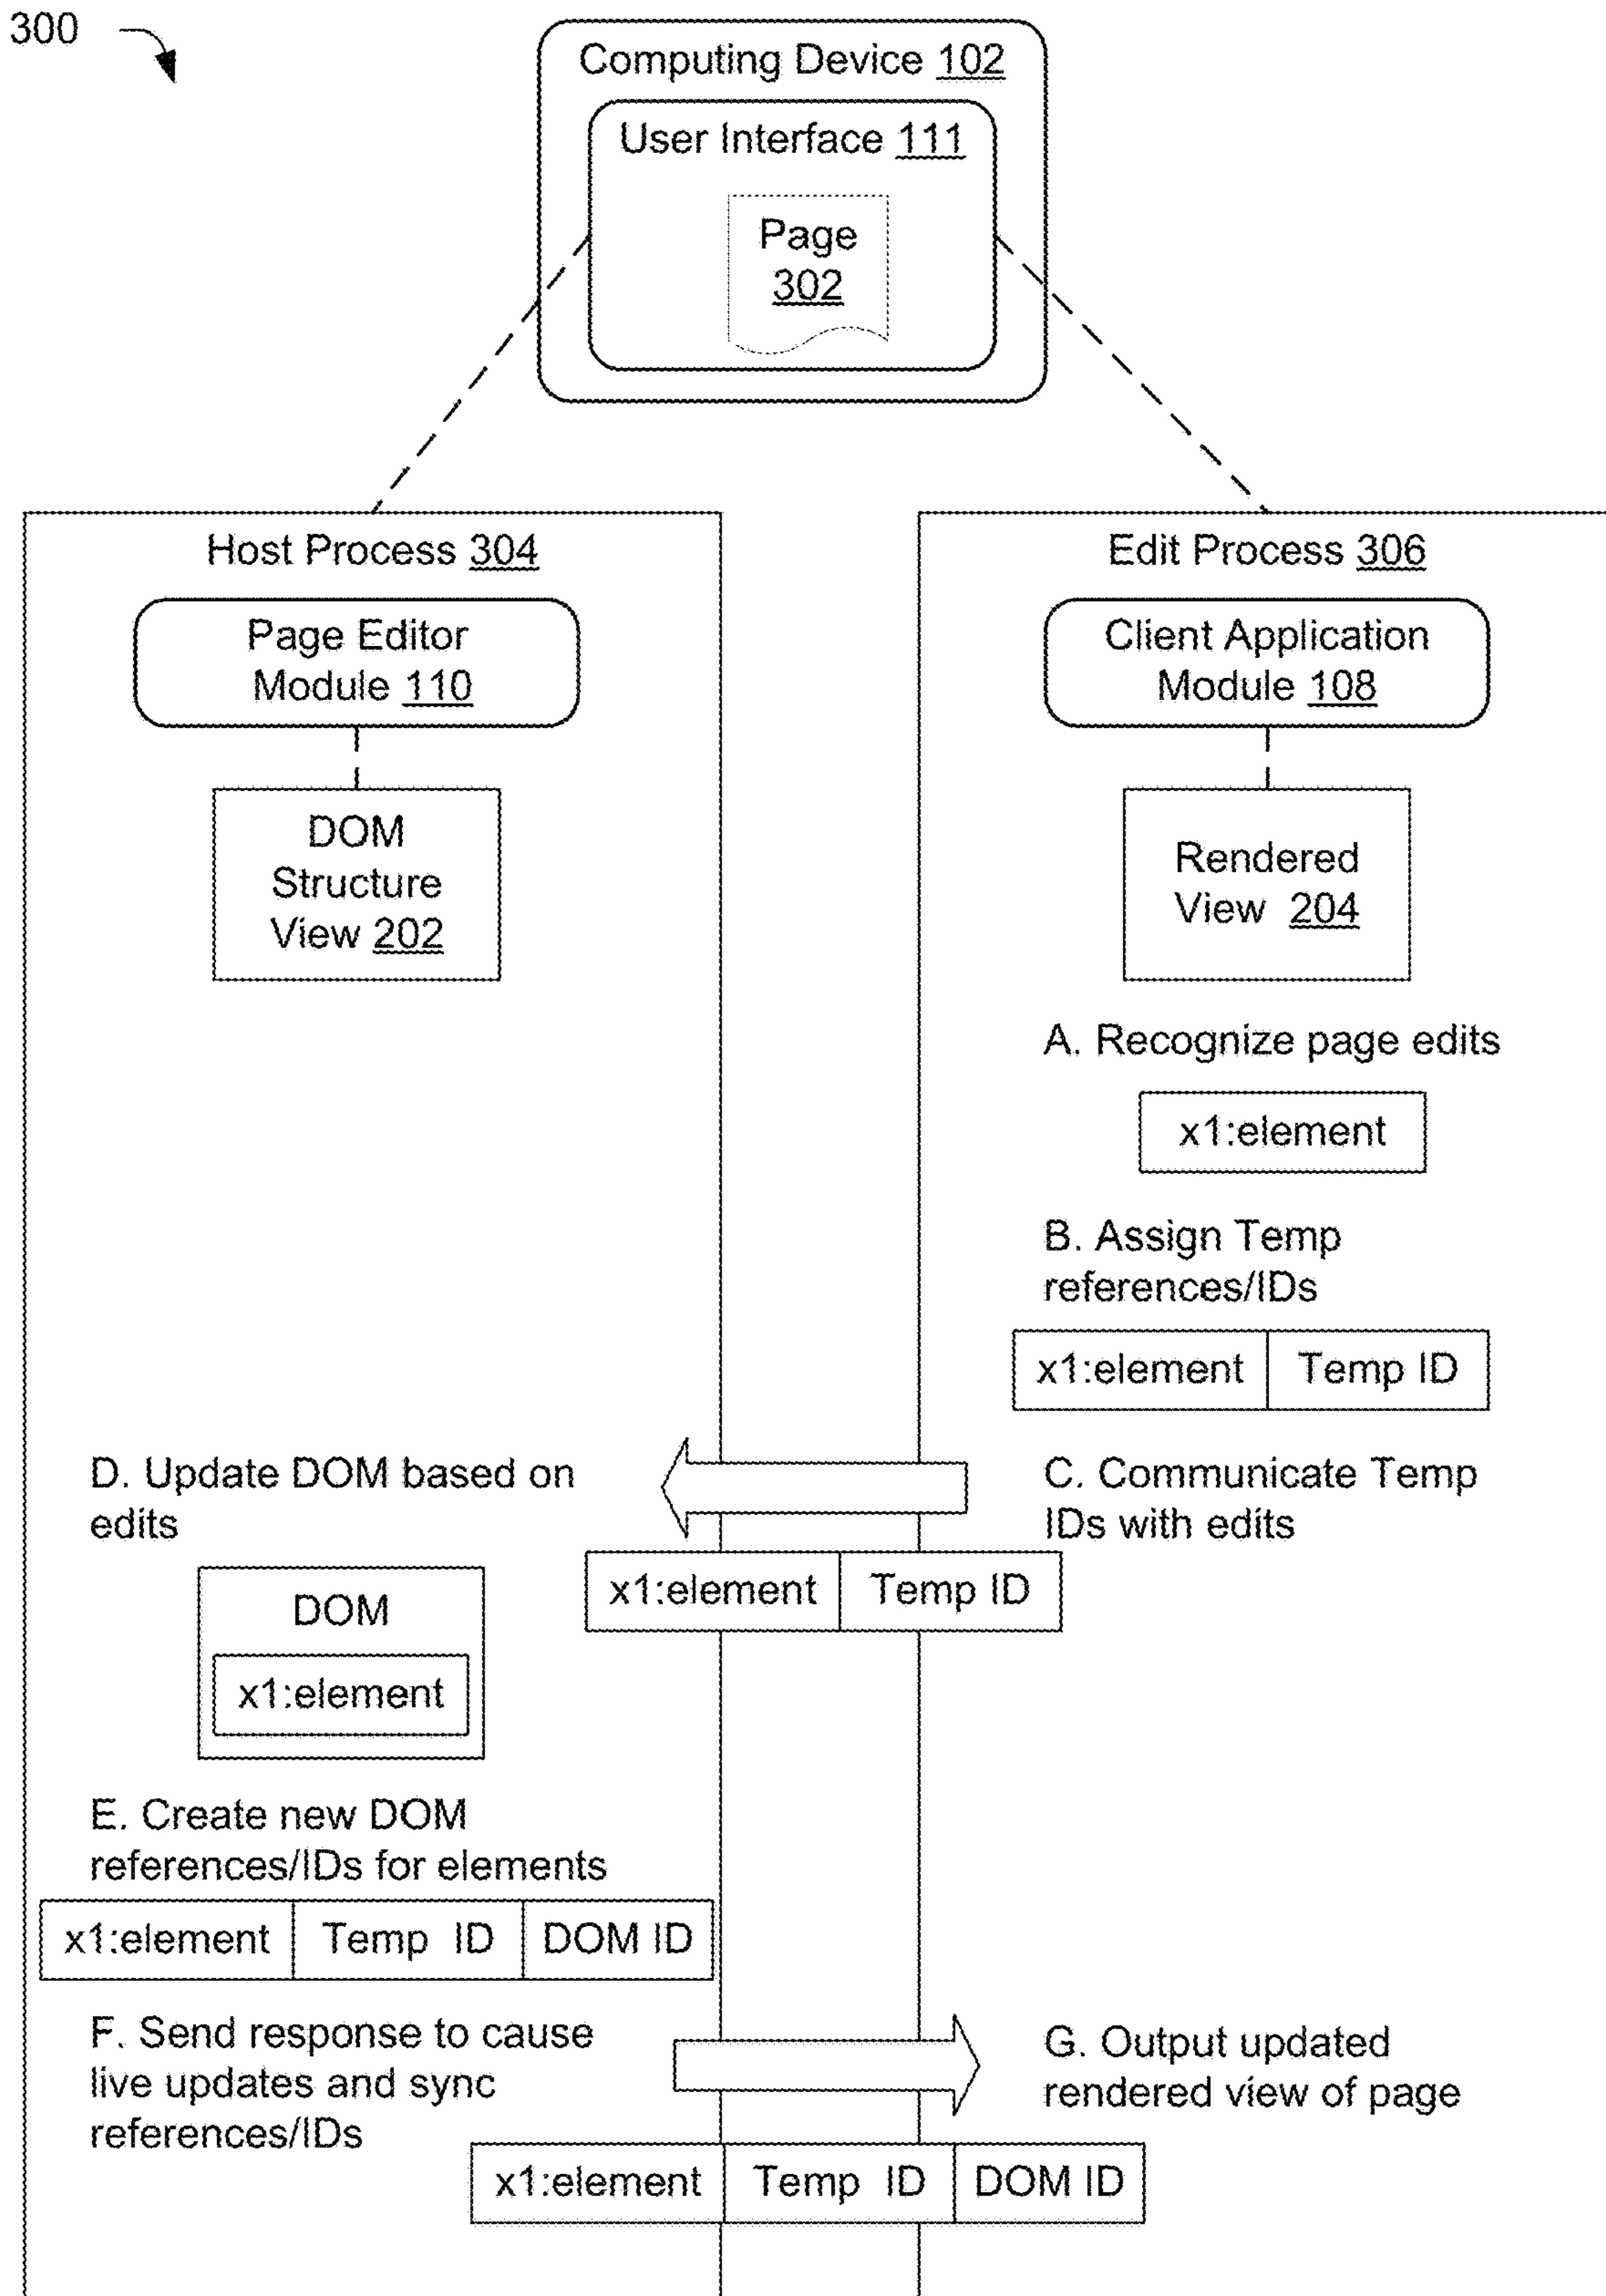 300
Computing Device 102
User Interface 111
Page
302
Host Process 304
Page Editor
Module 110
DOM
Structure
View 202
Edit Process 306
Client Application
Module 108
Rendered
View 204
A. Recognize page edits
x1:element
B. Assign Temp
references/IDs
x1:element Temp ID
C. Communicate Temp
IDs with edits
x1:element Temp ID
D. Update DOM based on
edits
DOM
x1:element
E. Create new DOM
references/IDs for elements
x1:element Temp ID DOM ID
F. Send response to cause
live updates and sync
references/IDs
x1:element Temp ID DOM ID
G. Output updated
rendered view of page